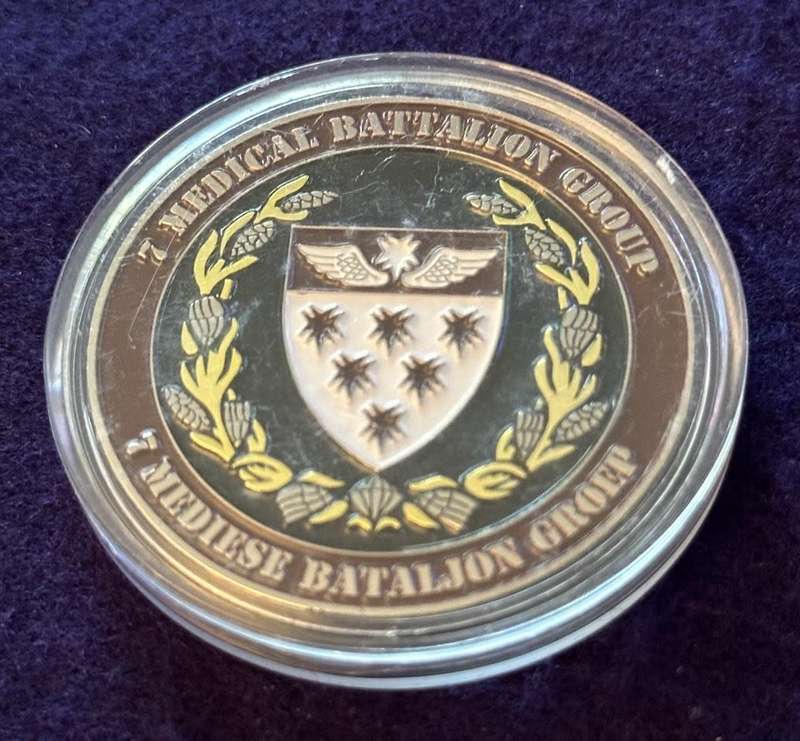 7 MEDICAL BATTALION GROUP
7 MEDIESE BATALJON GROEP